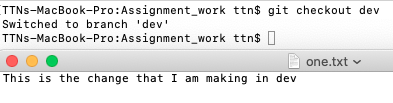 [TTNs-MacBook-Pro:Assignment_work ttn$ git checkout dev
Switched to branch 'dev'
TTNs-MacBook-Pro:Assignment_work ttn$
one.txt
This is the change that I am making in dev